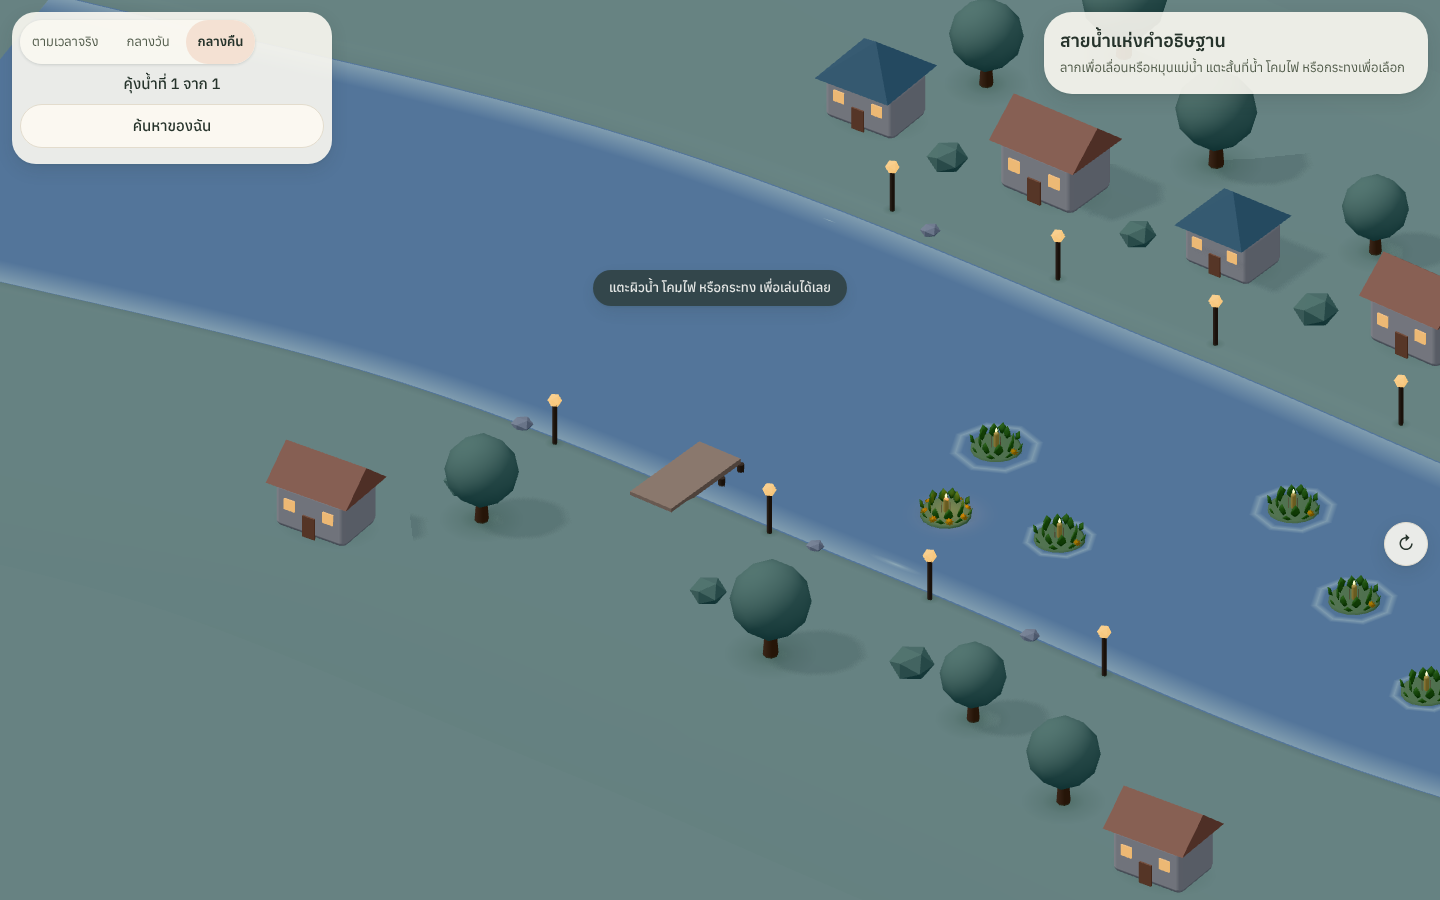 ตามเวลาจริง
กลางวัน
กลางคืน
คุ้งน้ำที่ 1 จาก 1
ค้นหาของฉัน
สายน้ำแห่งคำอธิษฐาน
ลากเพื่อเลื่อนหรือหมุนแม่น้ำ แตะสั้นที่น้ำ โคมไฟ หรือกระทงเพื่อเลือก
แตะผิวน้ำ โคมไฟ หรือกระทง เพื่อเล่นได้เลย